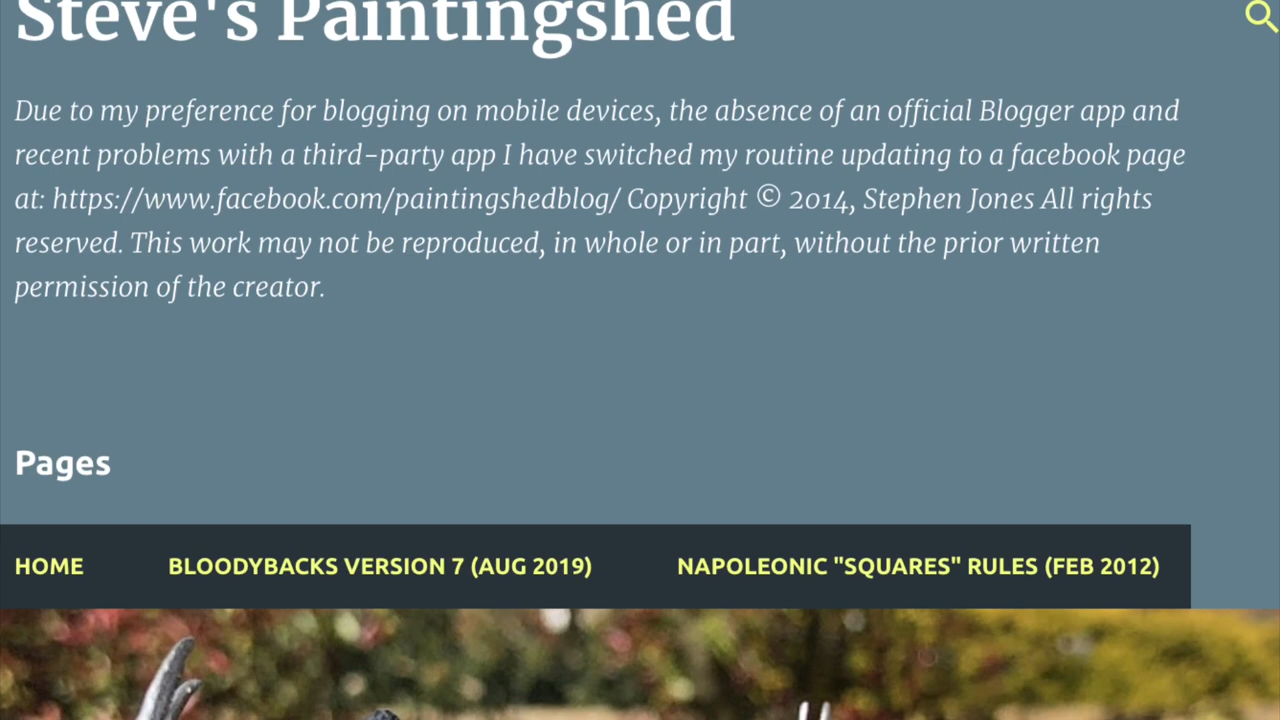 Steve's Paintingshed
Due to my preference for blogging on mobile devices, the absence of an official Blogger app and
recent problems with a third-party app I have switched my routine updating to a facebook page
at: https://www.facebook.com/paintingshedblog/ Copyright © 2014, Stephen Jones All rights
reserved. This work may not be reproduced, in whole or in part, without the prior written
permission of the creator.
Pages
HOME BLOODYBACKS VERSION 7 (AUG 2019) NAPOLEONIC "SQUARES" RULES (FEB 2012)